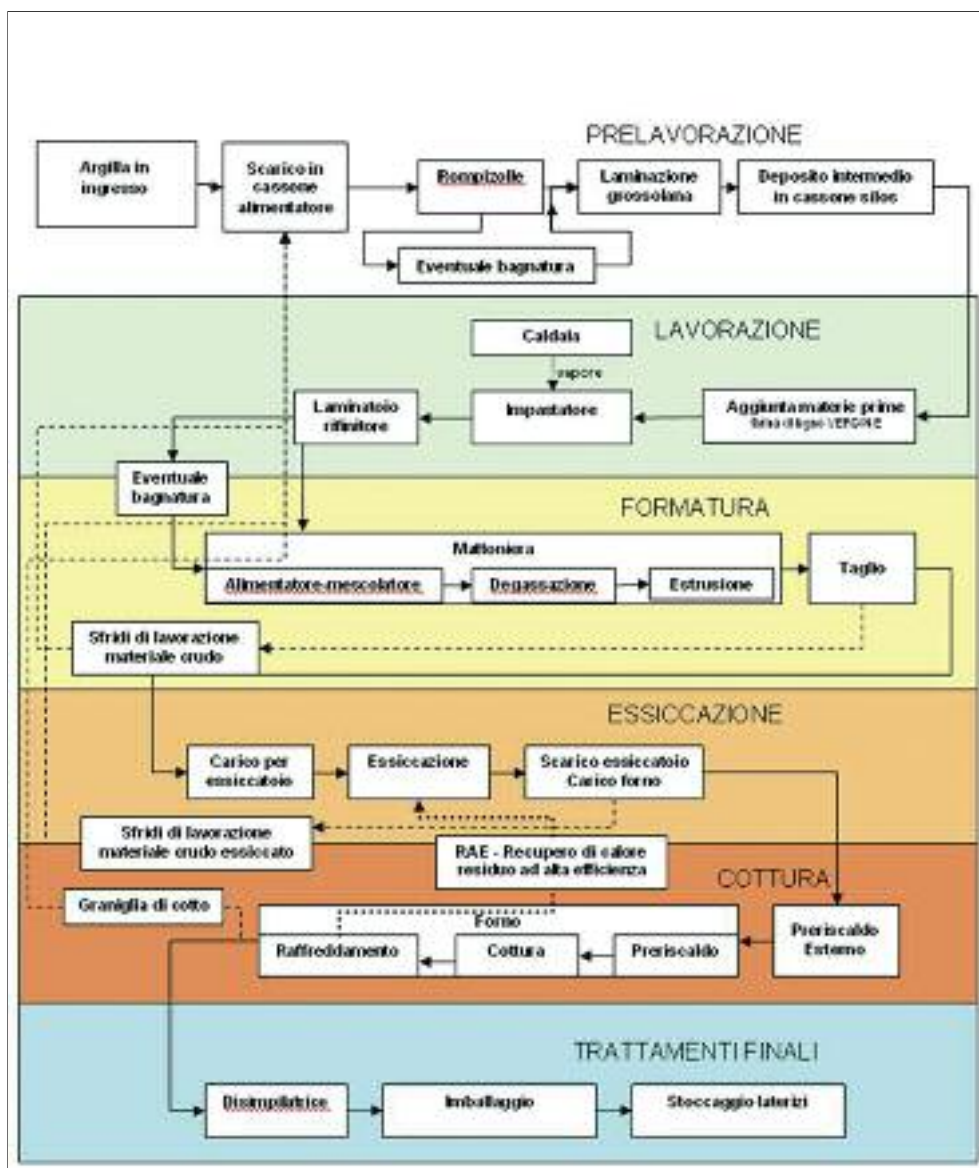 PRELAVORAZIONE
Argilla in
ingresso
Scarico in
cassone
alimentatore
Rompizolle
Laminazione
grossolana
Deposito intermedio
in cassone silos
Eventuale bagnatura
LAVORAZIONE
Caldaia
vapore
Laminatoio
rifinitore
Impastatore
Aggiunta materie prime
farina di legno VERGINE
Eventuale
bagnatura
FORMATURA
Mattoniera
Alimentatore-mescolatore
Degassazione
Estrusione
Taglio
Sfridi di lavorazione
materiale crudo
ESSICCAZIONE
Carico per
essiccatoio
Essiccazione
Scarico essiccatoio
Carico forno
Sfridi di lavorazione
materiale crudo essiccato
RAE - Recupero di calore
residuo ad alta efficienza
COTTURA
Graniglia di cotto
Forno
Raffreddamento
Cottura
Preriscaldo
Preriscaldo
Esterno
TRATTAMENTI FINALI
Disimpilatrice
Imballaggio
Stoccaggio laterizi